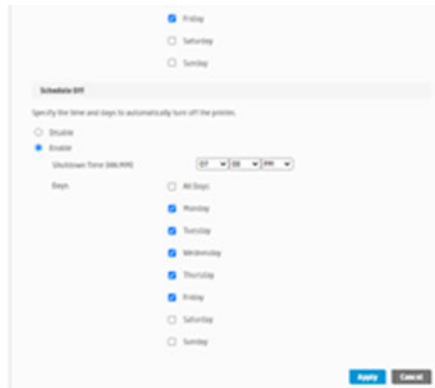 Friday
Saturday
Sunday
Schedule Off
Specify the time and days to automatically turn off the printer.
Disable
Enable
Shutdown Time (HH:MM) 07 00 PM
Days All Days
Monday
Tuesday
Wednesday
Thursday
Friday
Saturday
Sunday
Apply Cancel